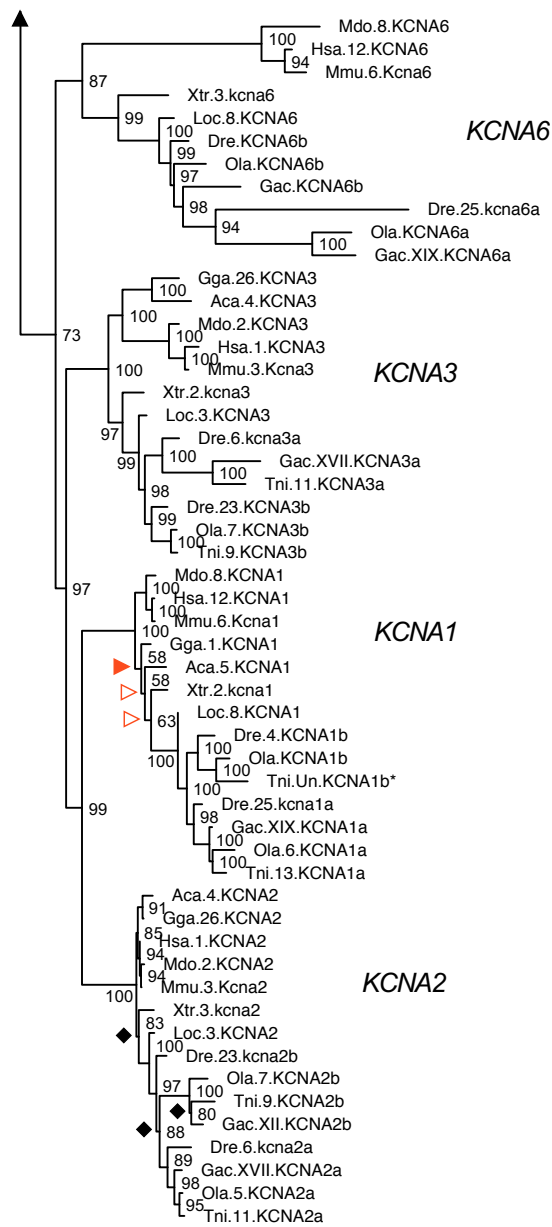 Mdo.8.KCNA6
100
Hsa.12.KCNA6
94
Mmu.6.Kcna6
87
Xtr.3.kcna6
99
Loc.8.KCNA6
KCNA6
100
Dre.KCNA6b
99
Ola.KCNA6b
97
Gac.KCNA6b
98
Dre.25.kcna6a
94
Ola.KCNA6a
100
Gac.XIX.KCNA6a
Gga.26.KCNA3
100
Aca.4.KCNA3
100
Mdo.2.KCNA3
73
100
Hsa.1.KCNA3
100
Mmu.3.Kcna3
100
KCNA3
Xtr.2.kcna3
97
Loc.3.KCNA3
99
Dre.6.kcna3a
100
Gac.XVII.KCNA3a
100
Tni.11.KCNA3a
98
Dre.23.KCNA3b
99
Ola.7.KCNA3b
100
Tni.9.KCNA3b
97
Mdo.8.KCNA1
100
Hsa.12.KCNA1
100
Mmu.6.Kcna1
100
KCNA1
Gga.1.KCNA1
58
Aca.5.KCNA1
58
Xtr.2.kcna1
63
Loc.8.KCNA1
100
Dre.4.KCNA1b
100
Ola.KCNA1b
100
Tni.Un.KCNA1b*
100
Dre.25.kcna1a
98
Gac.XIX.KCNA1a
100
Ola.6.KCNA1a
100
Tni.13.KCNA1a
99
Aca.4.KCNA2
91
Gga.26.KCNA2
85
Hsa.1.KCNA2
94
Mdo.2.KCNA2
94
Mmu.3.Kcna2
100
KCNA2
Xtr.3.kcna2
83
Loc.3.KCNA2
100
Dre.23.kcna2b
97
Ola.7.KCNA2b
100
Tni.9.KCNA2b
80
Gac.XII.KCNA2b
88
Dre.6.kcna2a
89
Gac.XVII.KCNA2a
98
Ola.5.KCNA2a
95
Tni.11.KCNA2a